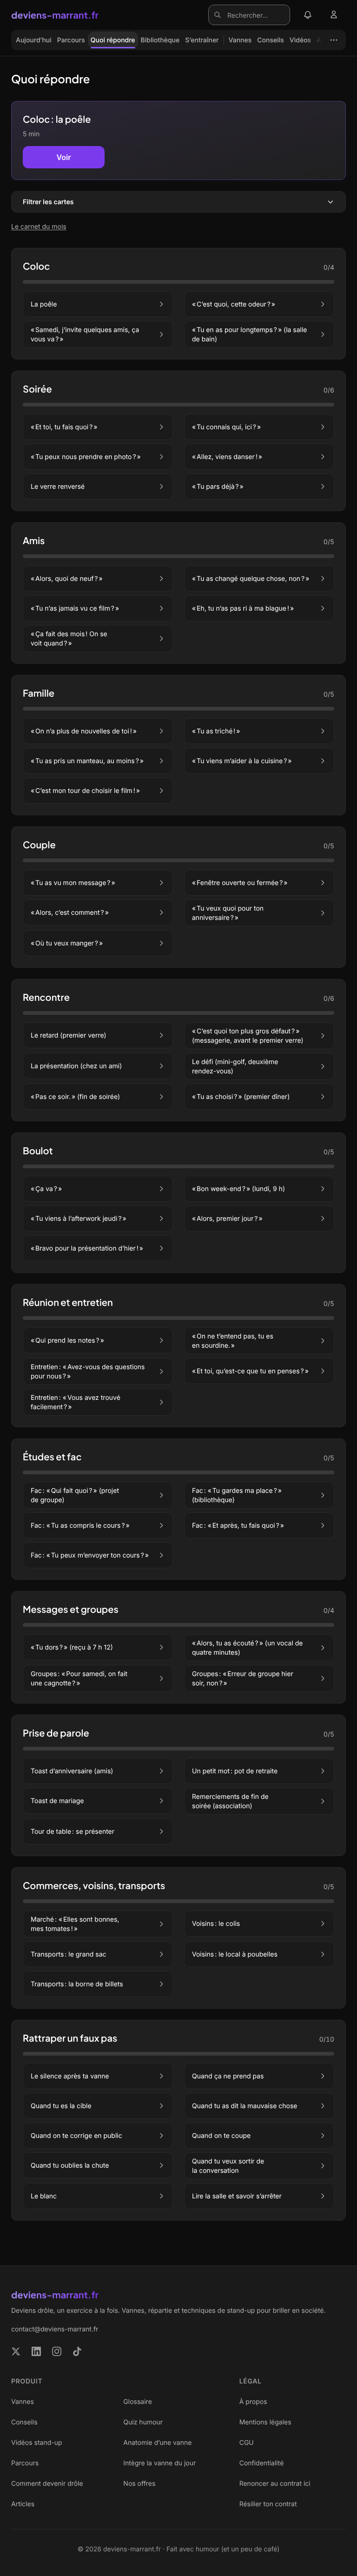 deviens-marrant.fr
Rechercher...
Aujourd'hui Parcours Quoi répondre Bibliothèque S'entraîner Vannes Conseils Vidéos
Quoi répondre
Coloc : la poêle
5 min
Voir
Filtrer les cartes
Le carnet du mois
Coloc
0/4
La poêle
« C'est quoi, cette odeur ? »
« Samedi, j'invite quelques amis, ça
vous va ? »
« Tu en as pour longtemps ? » (la salle
de bain)
Soirée
0/6
« Et toi, tu fais quoi ? »
« Tu connais qui, ici ? »
« Tu peux nous prendre en photo ? »
« Allez, viens danser ! »
Le verre renversé
« Tu pars déjà ? »
Amis
0/5
« Alors, quoi de neuf ? »
« Tu as changé quelque chose, non ? »
« Tu n'as jamais vu ce film ? »
« Eh, tu n'as pas ri à ma blague ! »
« Ça fait des mois ! On se
voit quand ? »
Famille
0/5
« On n'a plus de nouvelles de toi ! »
« Tu as triché ! »
« Tu as pris un manteau, au moins ? »
« Tu viens m'aider à la cuisine ? »
« C'est mon tour de choisir le film ! »
Couple
0/5
« Tu as vu mon message ? »
« Fenêtre ouverte ou fermée ? »
« Alors, c'est comment ? »
« Tu veux quoi pour ton
anniversaire ? »
« Où tu veux manger ? »
Rencontre
0/6
Le retard (premier verre)
« C'est quoi ton plus gros défaut ? »
(messagerie, avant le premier verre)
La présentation (chez un ami)
Le défi (mini-golf, deuxième
rendez-vous)
« Pas ce soir. » (fin de soirée)
« Tu as choisi ? » (premier dîner)
Boulot
0/5
« Ça va ? »
« Bon week-end ? » (lundi, 9 h)
« Tu viens à l'afterwork jeudi ? »
« Alors, premier jour ? »
« Bravo pour la présentation d'hier ! »
Réunion et entretien
0/5
« Qui prend les notes ? »
« On ne t'entend pas, tu es
en sourdine. »
Entretien : « Avez-vous des questions
pour nous ? »
« Et toi, qu'est-ce que tu en penses ? »
Entretien : « Vous avez trouvé
facilement ? »
Études et fac
0/5
Fac : « Qui fait quoi ? » (projet
de groupe)
Fac : « Tu gardes ma place ? »
(bibliothèque)
Fac : « Tu as compris le cours ? »
Fac : « Et après, tu fais quoi ? »
Fac : « Tu peux m'envoyer ton cours ? »
Messages et groupes
0/4
« Tu dors ? » (reçu à 7 h 12)
« Alors, tu as écouté ? » (un vocal de
quatre minutes)
Groupes : « Pour samedi, on fait
une cagnotte ? »
Groupes : « Erreur de groupe hier
soir, non ? »
Prise de parole
0/5
Toast d'anniversaire (amis)
Un petit mot : pot de retraite
Toast de mariage
Remerciements de fin de
soirée (association)
Tour de table : se présenter
Commerces, voisins, transports
0/5
Marché : « Elles sont bonnes,
mes tomates ! »
Voisins : le colis
Transports : le grand sac
Voisins : le local à poubelles
Transports : la borne de billets
Rattraper un faux pas
0/10
Le silence après ta vanne
Quand ça ne prend pas
Quand tu es la cible
Quand tu as dit la mauvaise chose
Quand on te corrige en public
Quand on te coupe
Quand tu oublies la chute
Quand tu veux sortir de
la conversation
Le blanc
Lire la salle et savoir s'arrêter
deviens-marrant.fr
Deviens drôle, un exercice à la fois. Vannes, répartie et techniques de stand-up pour briller en société.
contact@deviens-marrant.fr
PRODUIT
LÉGAL
Vannes
Glossaire
À propos
Conseils
Quiz humour
Mentions légales
Vidéos stand-up
Anatomie d'une vanne
CGU
Parcours
Intègre la vanne du jour
Confidentialité
Comment devenir drôle
Nos offres
Renoncer au contrat ici
Articles
Résilier ton contrat
© 2026 deviens-marrant.fr · Fait avec humour (et un peu de café)